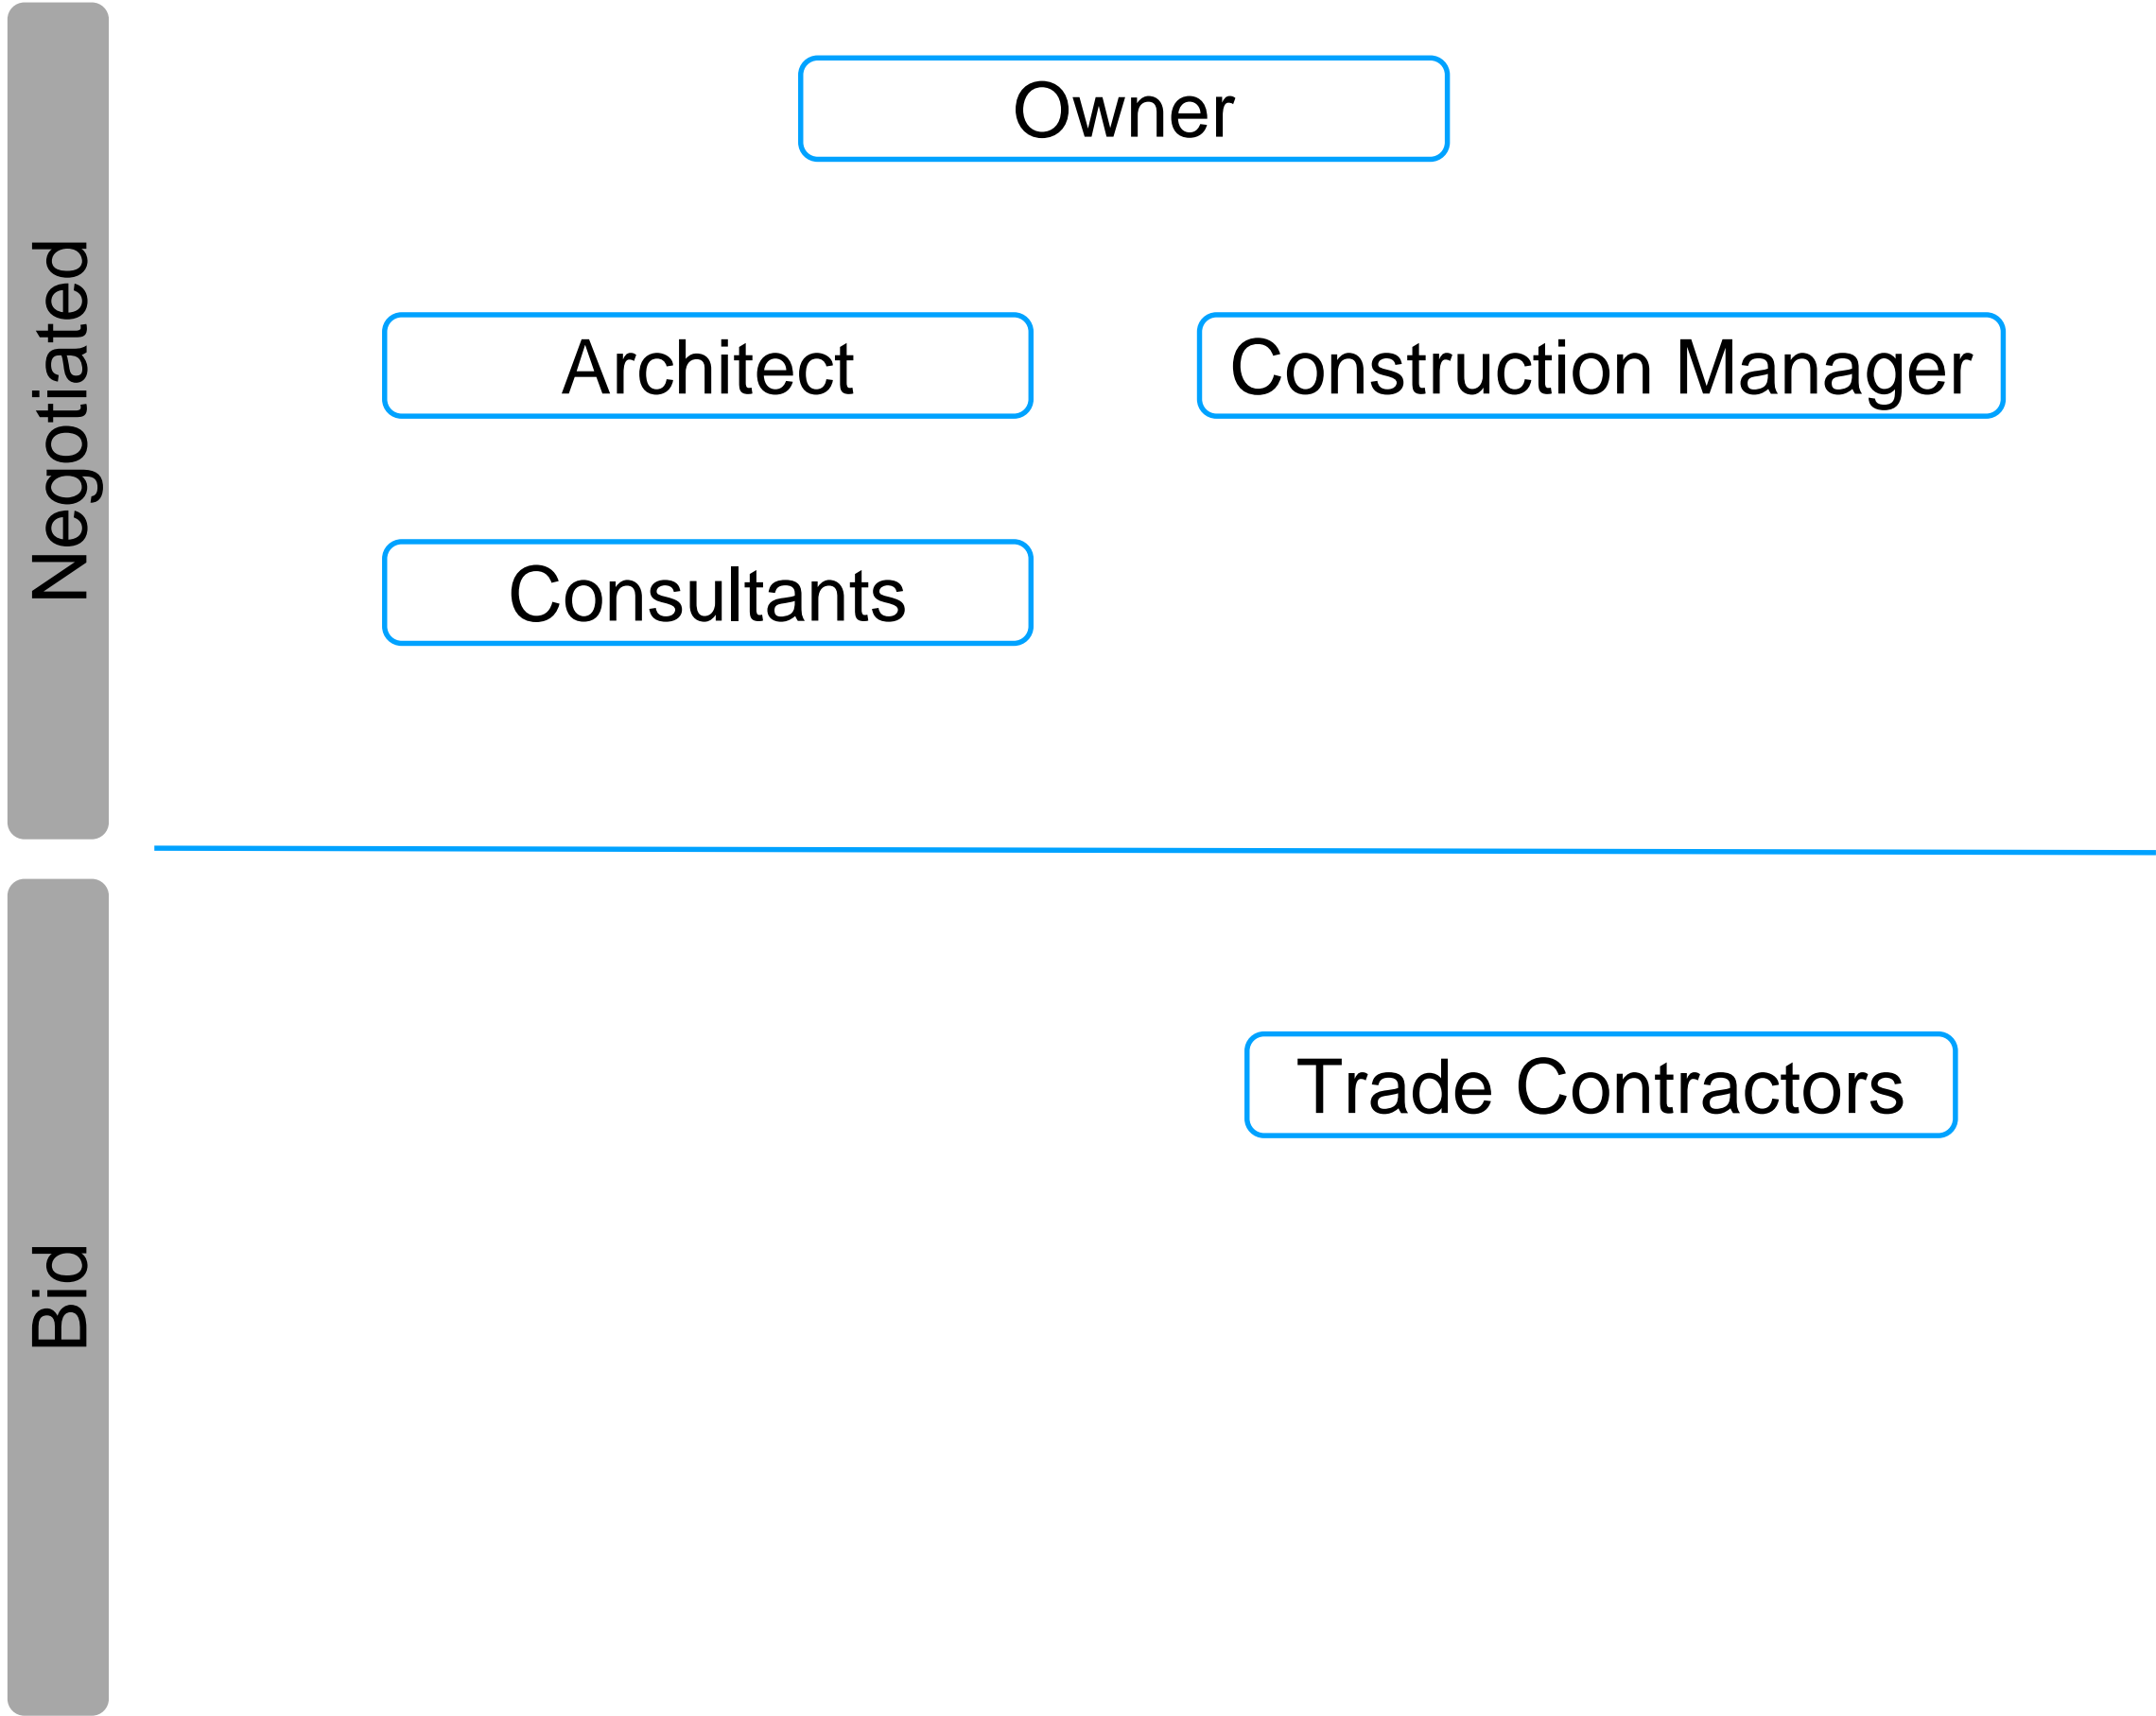 Negotiated
Owner
Architect
Construction Manager
Consultants
Bid
Trade Contractors